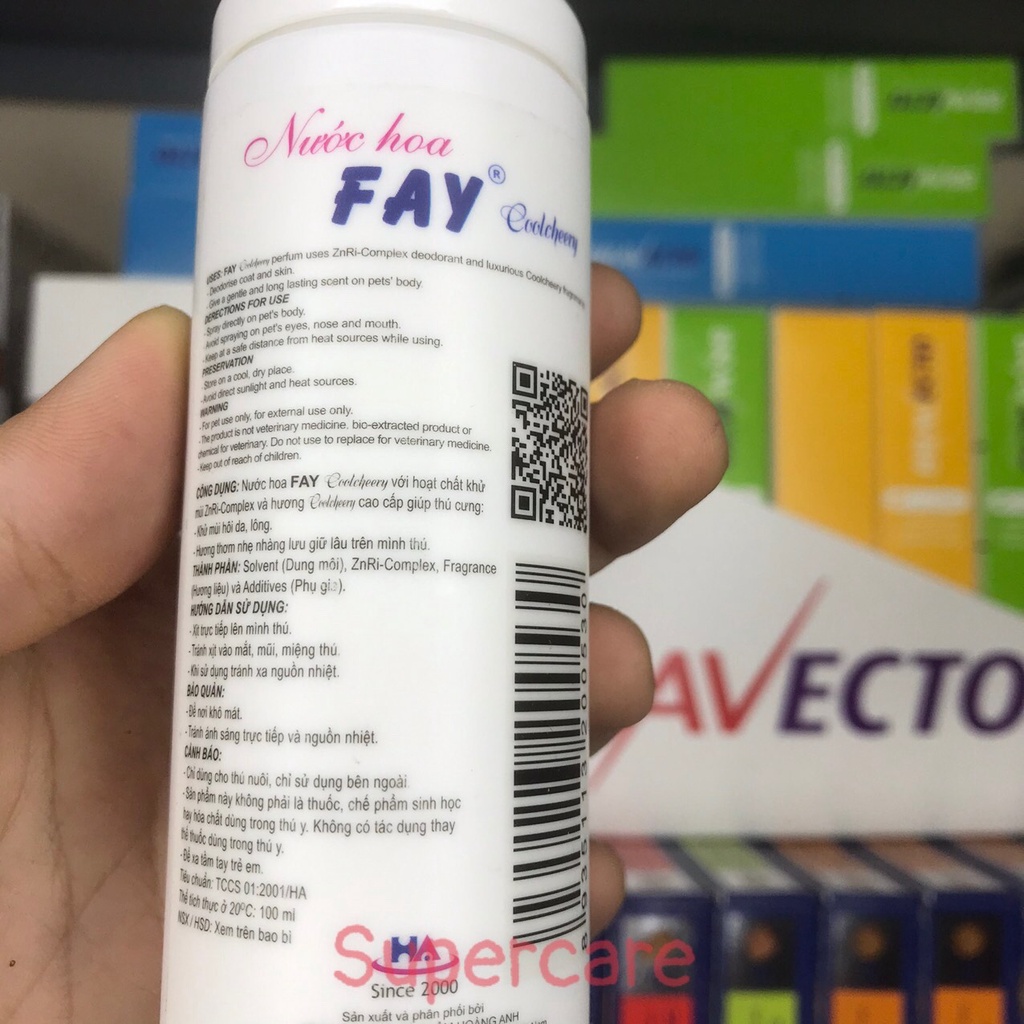 Nước hoa
FAY®
Coolcheery
USES: FAY Coolcheery perfum uses ZnRi-Complex deodorant and luxurious Coolcheery
- Deodorise coat and skin.
- Give a gentle and long lasting scent on pets' body.
DERECTIONS FOR USE
- Spray directly on pet's body.
- Avoid spraying on pet's eyes, nose and mouth.
- Keep at a safe distance from heat sources while using.
PRESERVATION
- Store on a cool, dry place.
- Avoid direct sunlight and heat sources.
WARNING
- For pet use only, for external use only.
- The product is not veterinary medicine. bio-extracted product or
chemical for veterinary. Do not use to replace for veterinary medicine.
- Keep out of reach of children.
CÔNG DỤNG: Nước hoa FAY Coolcheery với hoạt chất khử
mùi ZnRi-Complex và hương Coolcheery cao cấp giúp thú cưng:
- Khử mùi hôi da, lông.
- Hương thơm nhẹ nhàng lưu giữ lâu trên mình thú.
THÀNH PHẦN: Solvent (Dung môi), ZnRi-Complex, Fragrance
(Hương liệu) và Additives (Phụ gia).
HƯỚNG DẪN SỬ DỤNG:
- Xịt trực tiếp lên mình thú.
- Tránh xịt vào mắt, mũi, miệng thú.
- Khi sử dụng tránh xa nguồn nhiệt.
BẢO QUẢN:
- Để nơi khô mát.
- Tránh ánh sáng trực tiếp và nguồn nhiệt.
CẢNH BÁO:
- Chỉ dùng cho thú nuôi, chỉ sử dụng bên ngoài.
- Sản phẩm này không phải là thuốc, chế phẩm sinh học
hay hóa chất dùng trong thú y. Không có tác dụng thay
thế thuốc dùng trong thú y.
- Để xa tầm tay trẻ em.
Tiêu chuẩn: TCCS 01:2001/HA
Thể tích thực ở 20°C: 100 ml
NSX / HSD: Xem trên bao bì
HA
Supercare
Since 2000
Sản xuất và phân phối bởi
HOÀNG ANH
AVECTO